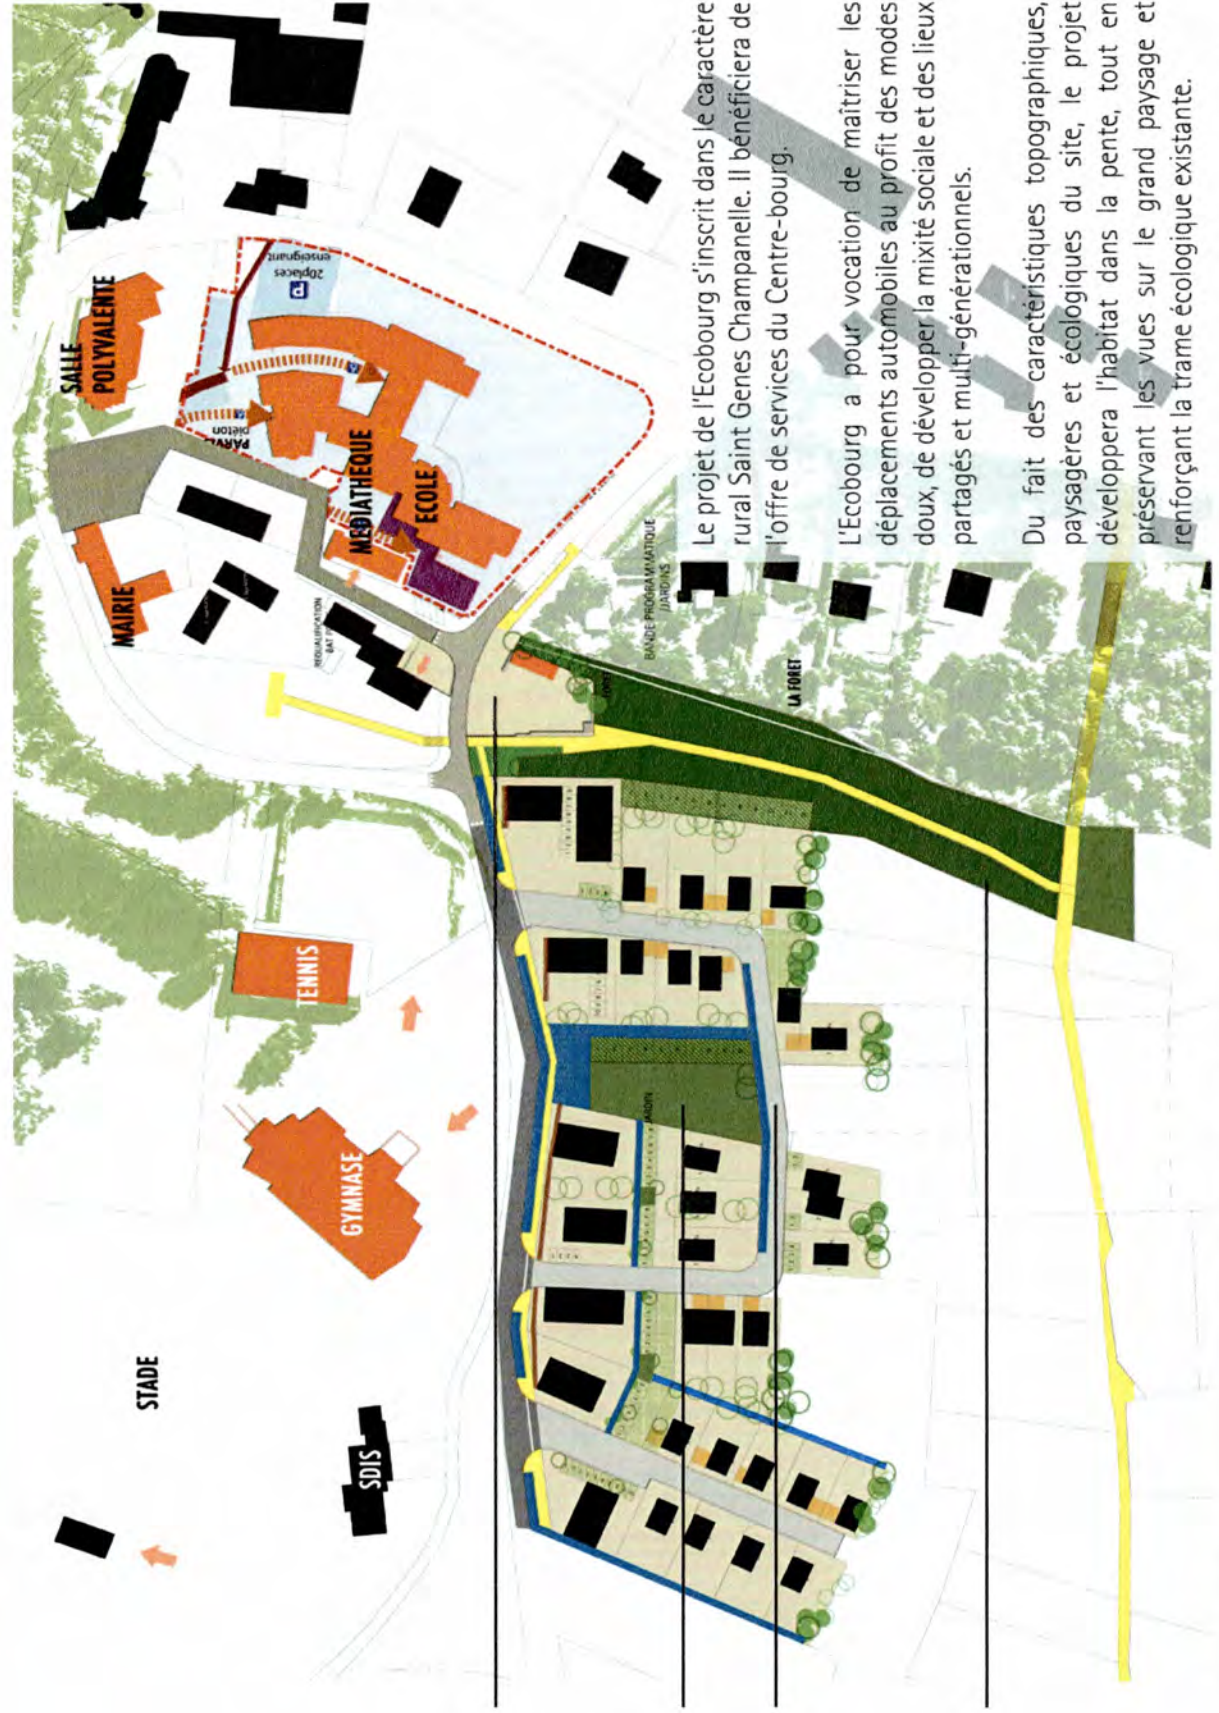 SALLE
POLYVALENTE
MAIRIE
20places
enseignant
P
piéton
MEDIATHEQUE
ECOLE
REQUALIFICATION
TENNIS
GYMNASE
STADE
SDIS
JARDIN
BANDE PROGRAMMATIQUE
/JARDINS
LA FORET
Le projet de l'Ecobourg s'inscrit dans le caractère
rural Saint Genes Champanelle. Il bénéficiera de
l'offre de services du Centre-bourg.
L'Ecobourg a pour vocation de maîtriser les
déplacements automobiles au profit des modes
doux, de développer la mixité sociale et des lieux
partagés et multi-générationnels.
Du fait des caractéristiques topographiques,
paysagères et écologiques du site, le projet
développera l'habitat dans la pente, tout en
préservant les vues sur le grand paysage et
renforçant la trame écologique existante.